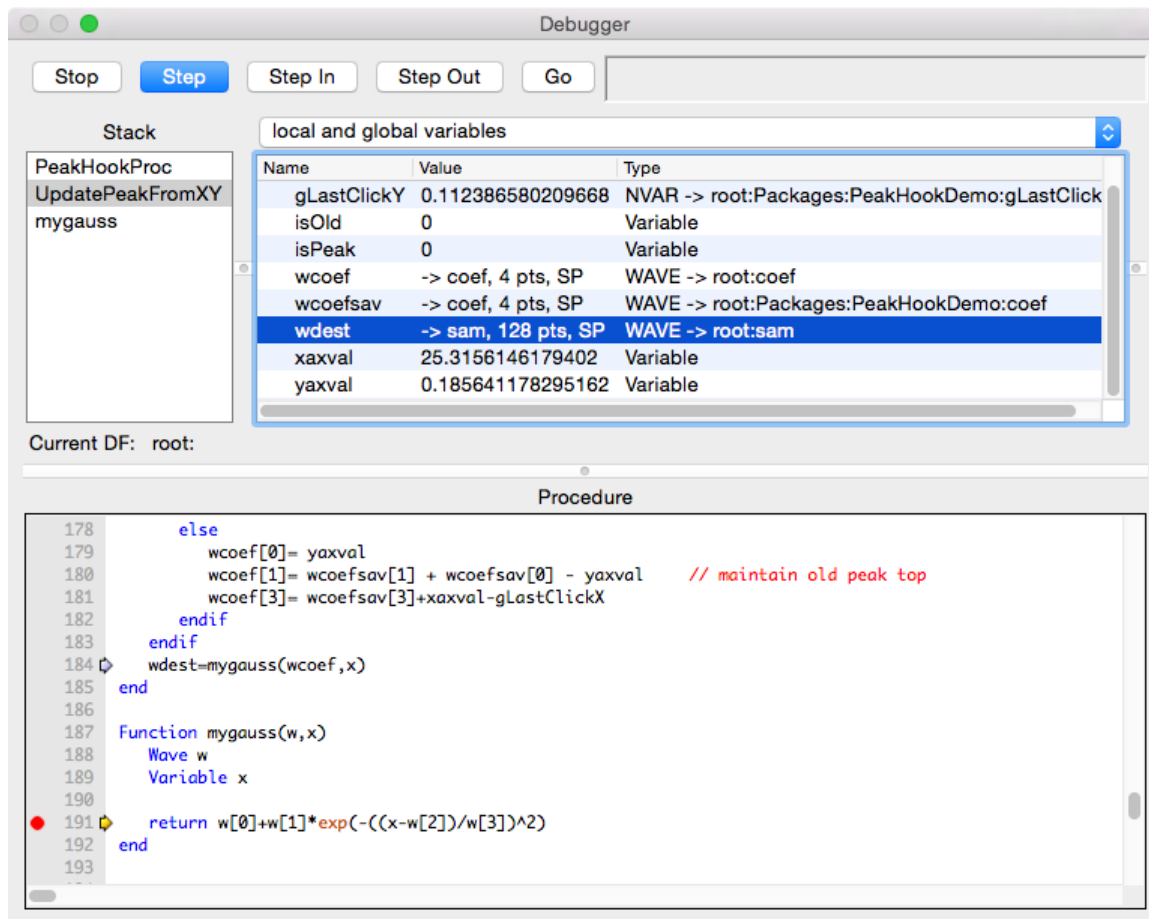 Debugger
Stop Step Step In Step Out Go
Stack
local and global variables
PeakHookProc
UpdatePeakFromXY
mygauss
Name Value Type
gLastClickY 0.112386580209668 NVAR -> root:Packages:PeakHookDemo:gLastClick
isOld 0 Variable
isPeak 0 Variable
wcoef -> coef, 4 pts, SP WAVE -> root:coef
wcoefsav -> coef, 4 pts, SP WAVE -> root:Packages:PeakHookDemo:coef
wdest -> sam, 128 pts, SP WAVE -> root:sam
xaxval 25.3156146179402 Variable
yaxval 0.185641178295162 Variable
Current DF: root:
Procedure
178 else
179 wcoef[0]= yaxval
180 wcoef[1]= wcoefsav[1] + wcoefsav[0] - yaxval // maintain old peak top
181 wcoef[3]= wcoefsav[3]+xaxval-gLastClickX
182 endif
183 endif
184 wdest=mygauss(wcoef,x)
185 end
186
187 Function mygauss(w,x)
188 Wave w
189 Variable x
190
191 return w[0]+w[1]*exp(-((x-w[2])/w[3])^2)
192 end
193